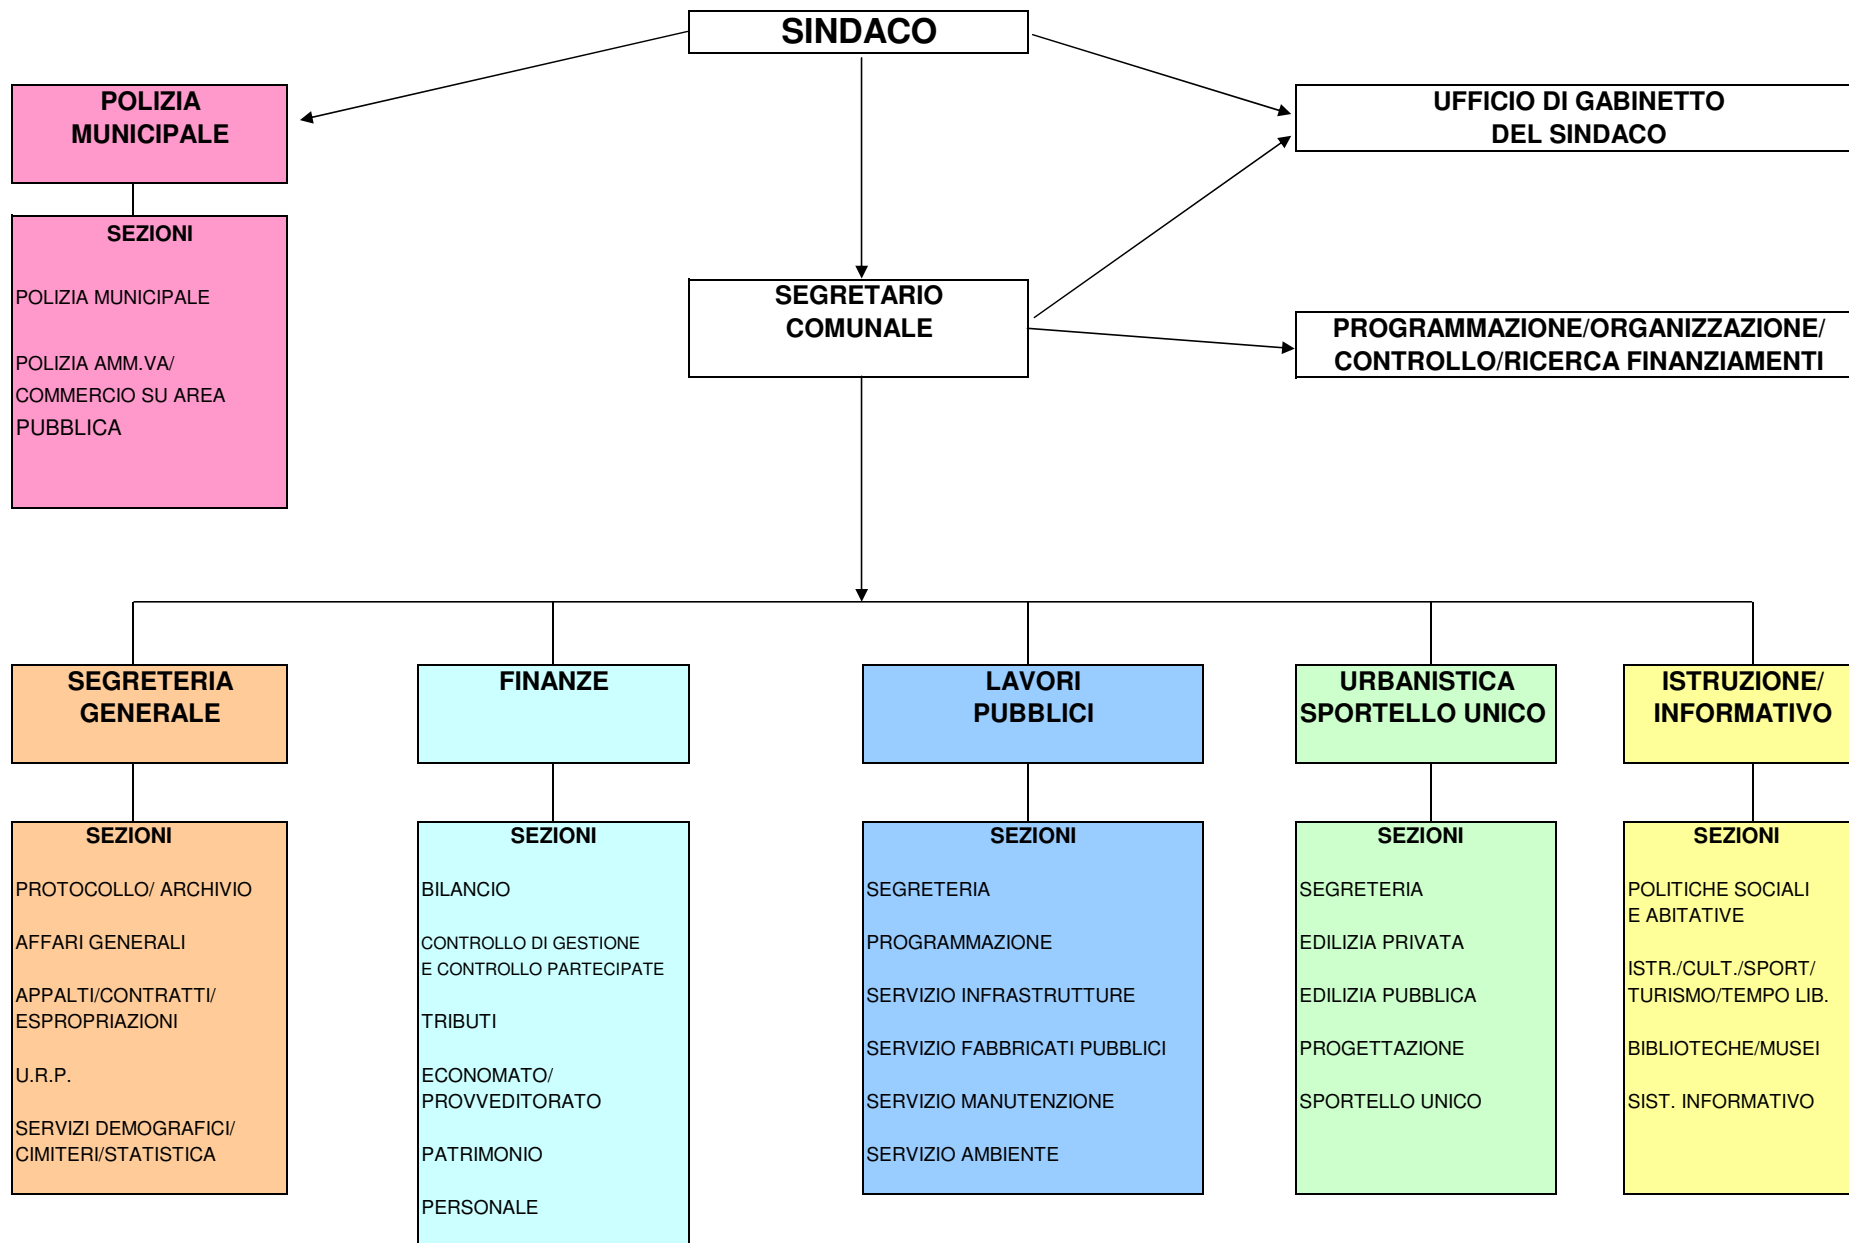 SINDACO
POLIZIA
MUNICIPALE
UFFICIO DI GABINETTO
DEL SINDACO
SEZIONI
POLIZIA MUNICIPALE
POLIZIA AMM.VA/
COMMERCIO SU AREA
PUBBLICA
SEGRETARIO
COMUNALE
PROGRAMMAZIONE/ORGANIZZAZIONE/
CONTROLLO/RICERCA FINANZIAMENTI
SEGRETERIA
GENERALE
SEZIONI
PROTOCOLLO/ ARCHIVIO
AFFARI GENERALI
APPALTI/CONTRATTI/
ESPROPRIAZIONI
U.R.P.
SERVIZI DEMOGRAFICI/
CIMITERI/STATISTICA
FINANZE
SEZIONI
BILANCIO
CONTROLLO DI GESTIONE
E CONTROLLO PARTECIPATE
TRIBUTI
ECONOMATO/
PROVVEDITORATO
PATRIMONIO
PERSONALE
LAVORI
PUBBLICI
SEZIONI
SEGRETERIA
PROGRAMMAZIONE
SERVIZIO INFRASTRUTTURE
SERVIZIO FABBRICATI PUBBLICI
SERVIZIO MANUTENZIONE
SERVIZIO AMBIENTE
URBANISTICA
SPORTELLO UNICO
SEZIONI
SEGRETERIA
EDILIZIA PRIVATA
EDILIZIA PUBBLICA
PROGETTAZIONE
SPORTELLO UNICO
ISTRUZIONE/
INFORMATIVO
SEZIONI
POLITICHE SOCIALI
E ABITATIVE
ISTR./CULT./SPORT/
TURISMO/TEMPO LIB.
BIBLIOTECHE/MUSEI
SIST. INFORMATIVO